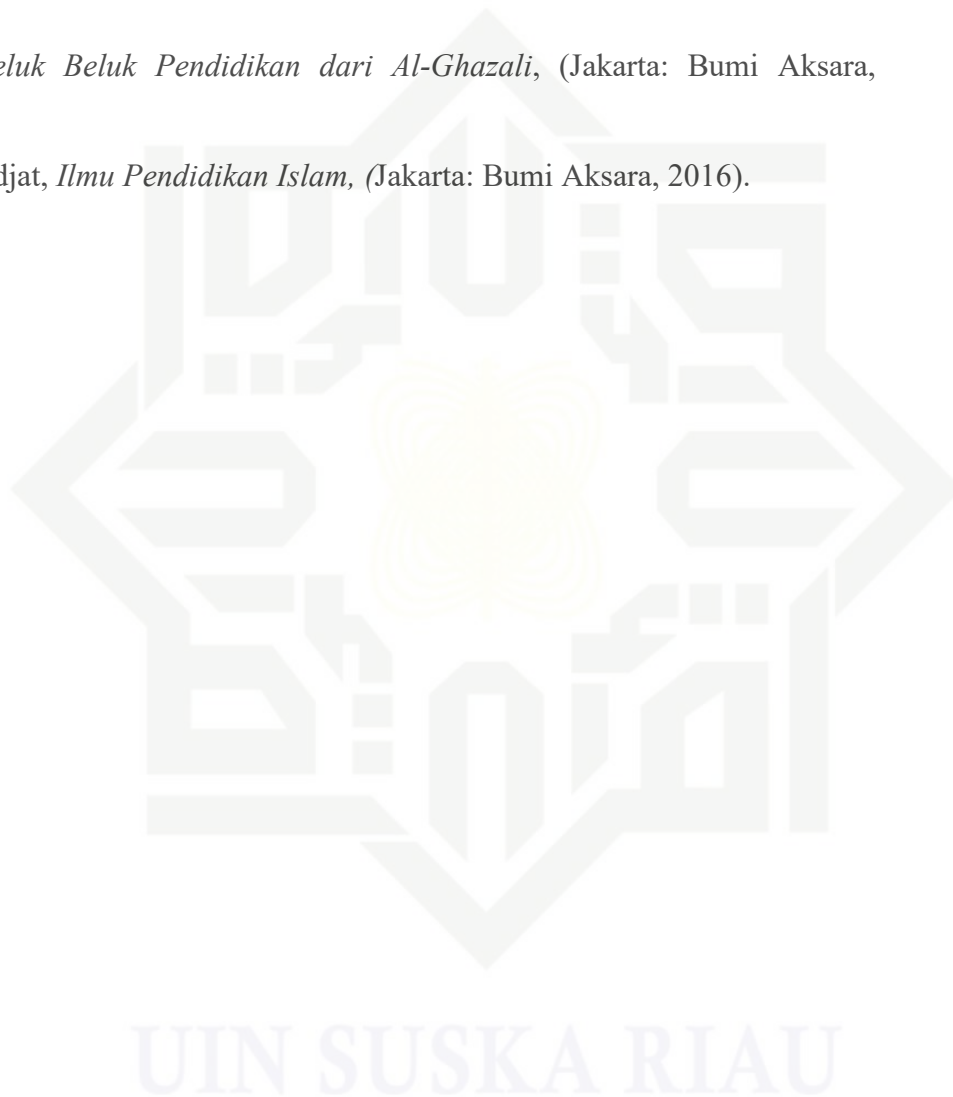 eluk Beluk Pendidikan dari Al-Ghazali, (Jakarta: Bumi Aksara,
djat, Ilmu Pendidikan Islam, (Jakarta: Bumi Aksara, 2016).
UIN SUSKA RIAU